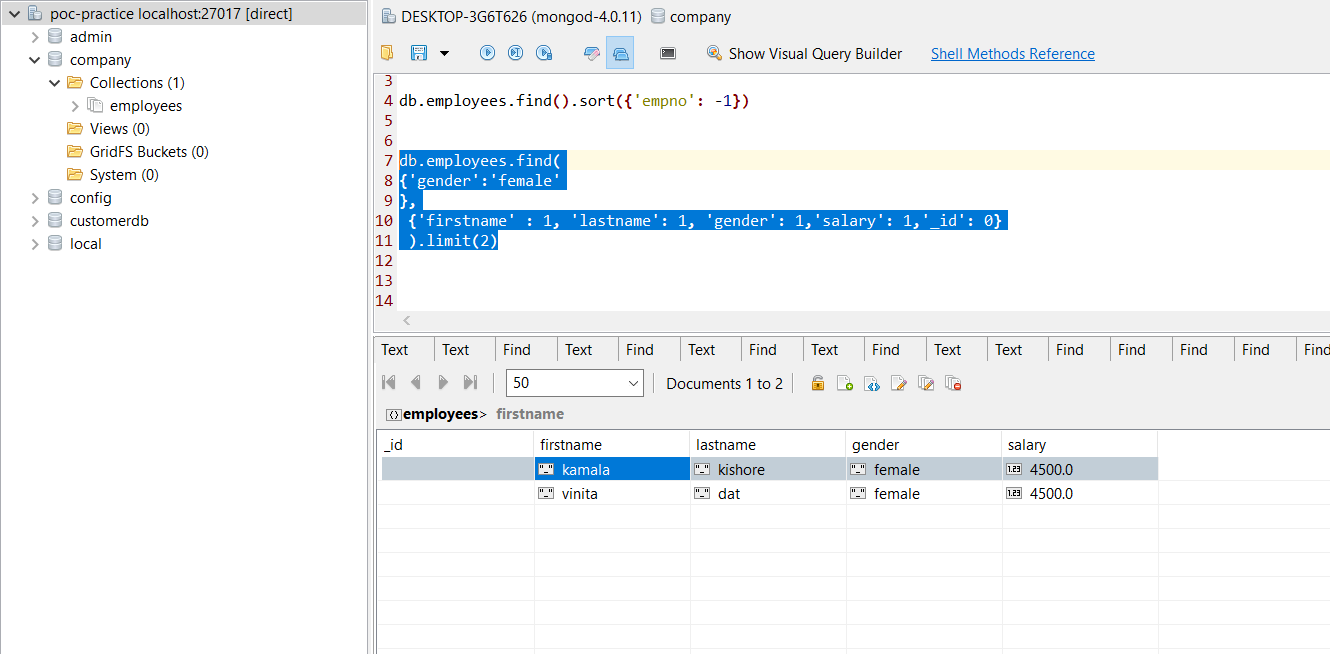 poc-practice localhost:27017 [direct]
admin
company
Collections (1)
employees
Views (0)
GridFS Buckets (0)
System (0)
config
customerdb
local
DESKTOP-3G6T626 (mongod-4.0.11) company
Show Visual Query Builder Shell Methods Reference
3
4 db.employees.find().sort({'empno': -1})
5
6
7 db.employees.find(
8 {'gender':'female'
9 },
10 {'firstname' : 1, 'lastname': 1, 'gender': 1,'salary': 1,'_id': 0}
11 ).limit(2)
12
13
14
<
Text Text Find Text Find Text Find Text Find Text Text Find Find Find Find Find
50 Documents 1 to 2
employees> firstname
_id firstname lastname gender salary
"_" kamala "_" kishore "_" female 1.23 4500.0
"_" vinita "_" dat "_" female 1.23 4500.0